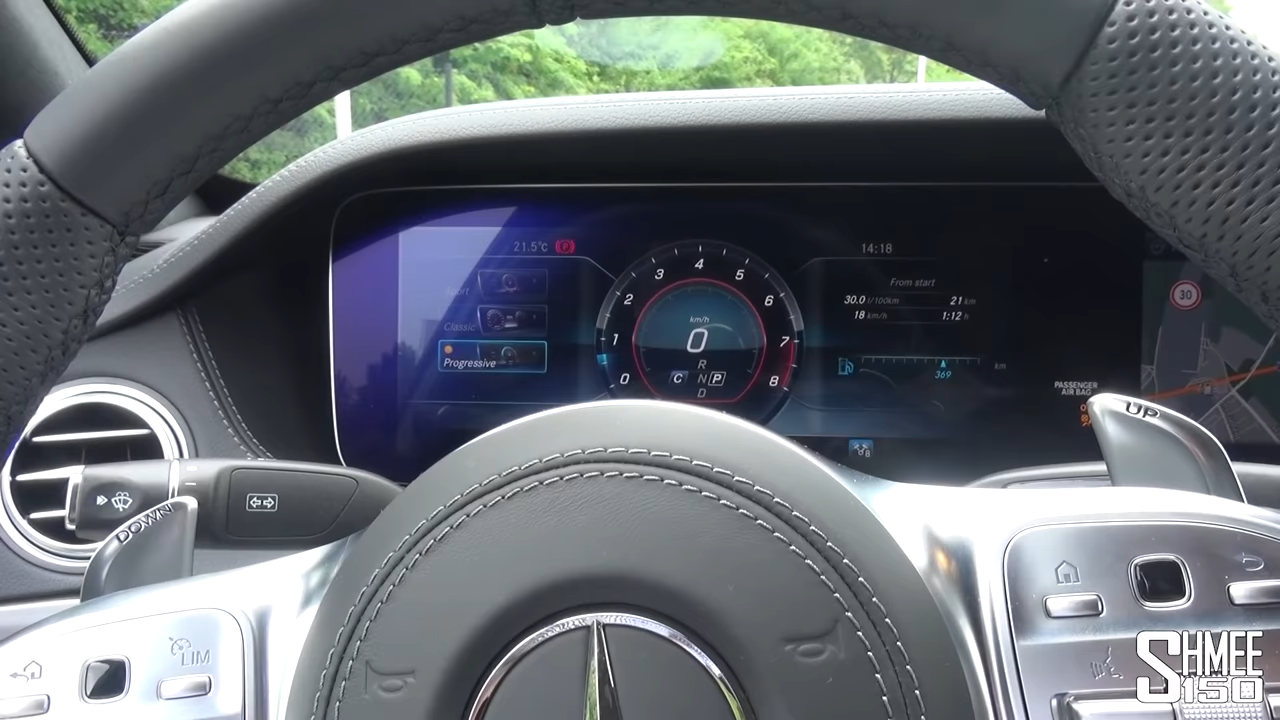 21.5°C
P
14:18
Sport
Classic
Progressive
0
1
2
3
4
5
6
7
8
km/h
0
R
C N P
D
From start
30.0 l/100km 21 km
18 km/h 1:12 h
369
km
30
PASSENGER
AIR BAG
8
UP
DOWN
LIM
SHMEE
150